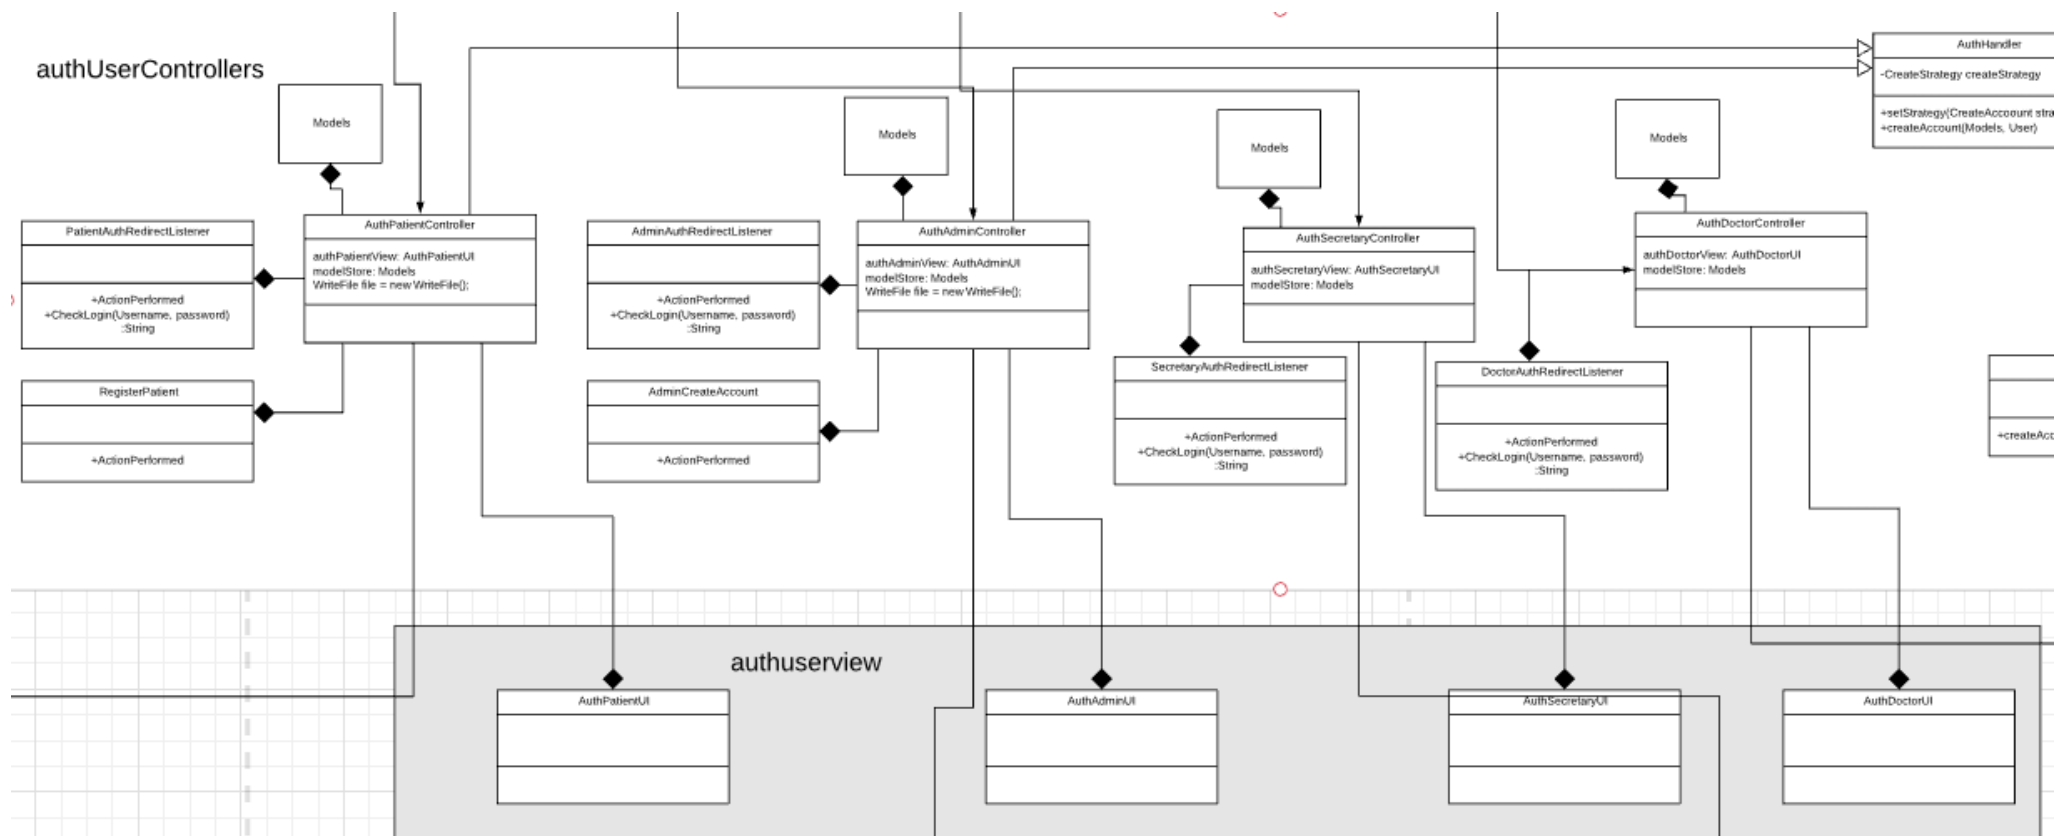 authUserControllers
Models
Models
Models
Models
AuthHandler
-CreateStrategy createStrategy
+setStrategy(CreateAccoount
+createAccount(Models, User)
PatientAuthRedirectListener
+ActionPerformed
+CheckLogin(Username, password)
:String
AuthPatientController
authPatientView: AuthPatientUI
modelStore: Models
WriteFile file = new WriteFile();
RegisterPatient
+ActionPerformed
AdminAuthRedirectListener
+ActionPerformed
+CheckLogin(Username, password)
:String
AuthAdminController
authAdminView: AuthAdminUI
modelStore: Models
WriteFile file = new WriteFile();
AdminCreateAccount
+ActionPerformed
AuthSecretaryController
authSecretaryView: AuthSecretaryUI
modelStore: Models
SecretaryAuthRedirectListener
+ActionPerformed
+CheckLogin(Username, password)
:String
AuthDoctorController
authDoctorView: AuthDoctorUI
modelStore: Models
DoctorAuthRedirectListener
+ActionPerformed
+CheckLogin(Username, password)
:String
authuserview
AuthPatientUI
AuthAdminUI
AuthSecretaryUI
AuthDoctorUI